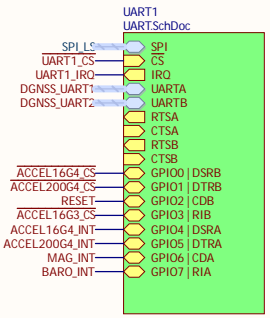 UART1
UART.SchDoc
SPI_LS SPI
UART1_CS CS
UART1_IRQ IRQ
DGNSS_UART1 UARTA
DGNSS_UART2 UARTB
RTSA
CTSA
RTSB
CTSB
ACCEL16G4_CS GPIO0 | DSRB
ACCEL200G4_CS GPIO1 | DTRB
RESET GPIO2 | CDB
ACCEL16G3_CS GPIO3 | RIB
ACCEL16G4_INT GPIO4 | DSRA
ACCEL200G4_INT GPIO5 | DTRA
MAG_INT GPIO6 | CDA
BARO_INT GPIO7 | RIA